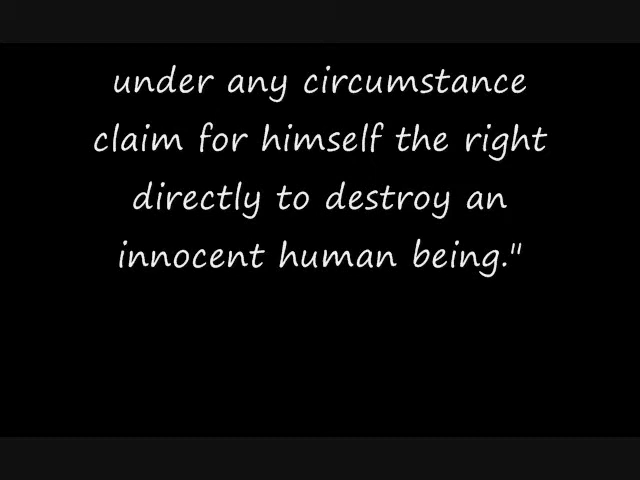 under any circumstance
claim for himself the right
directly to destroy an
innocent human being."